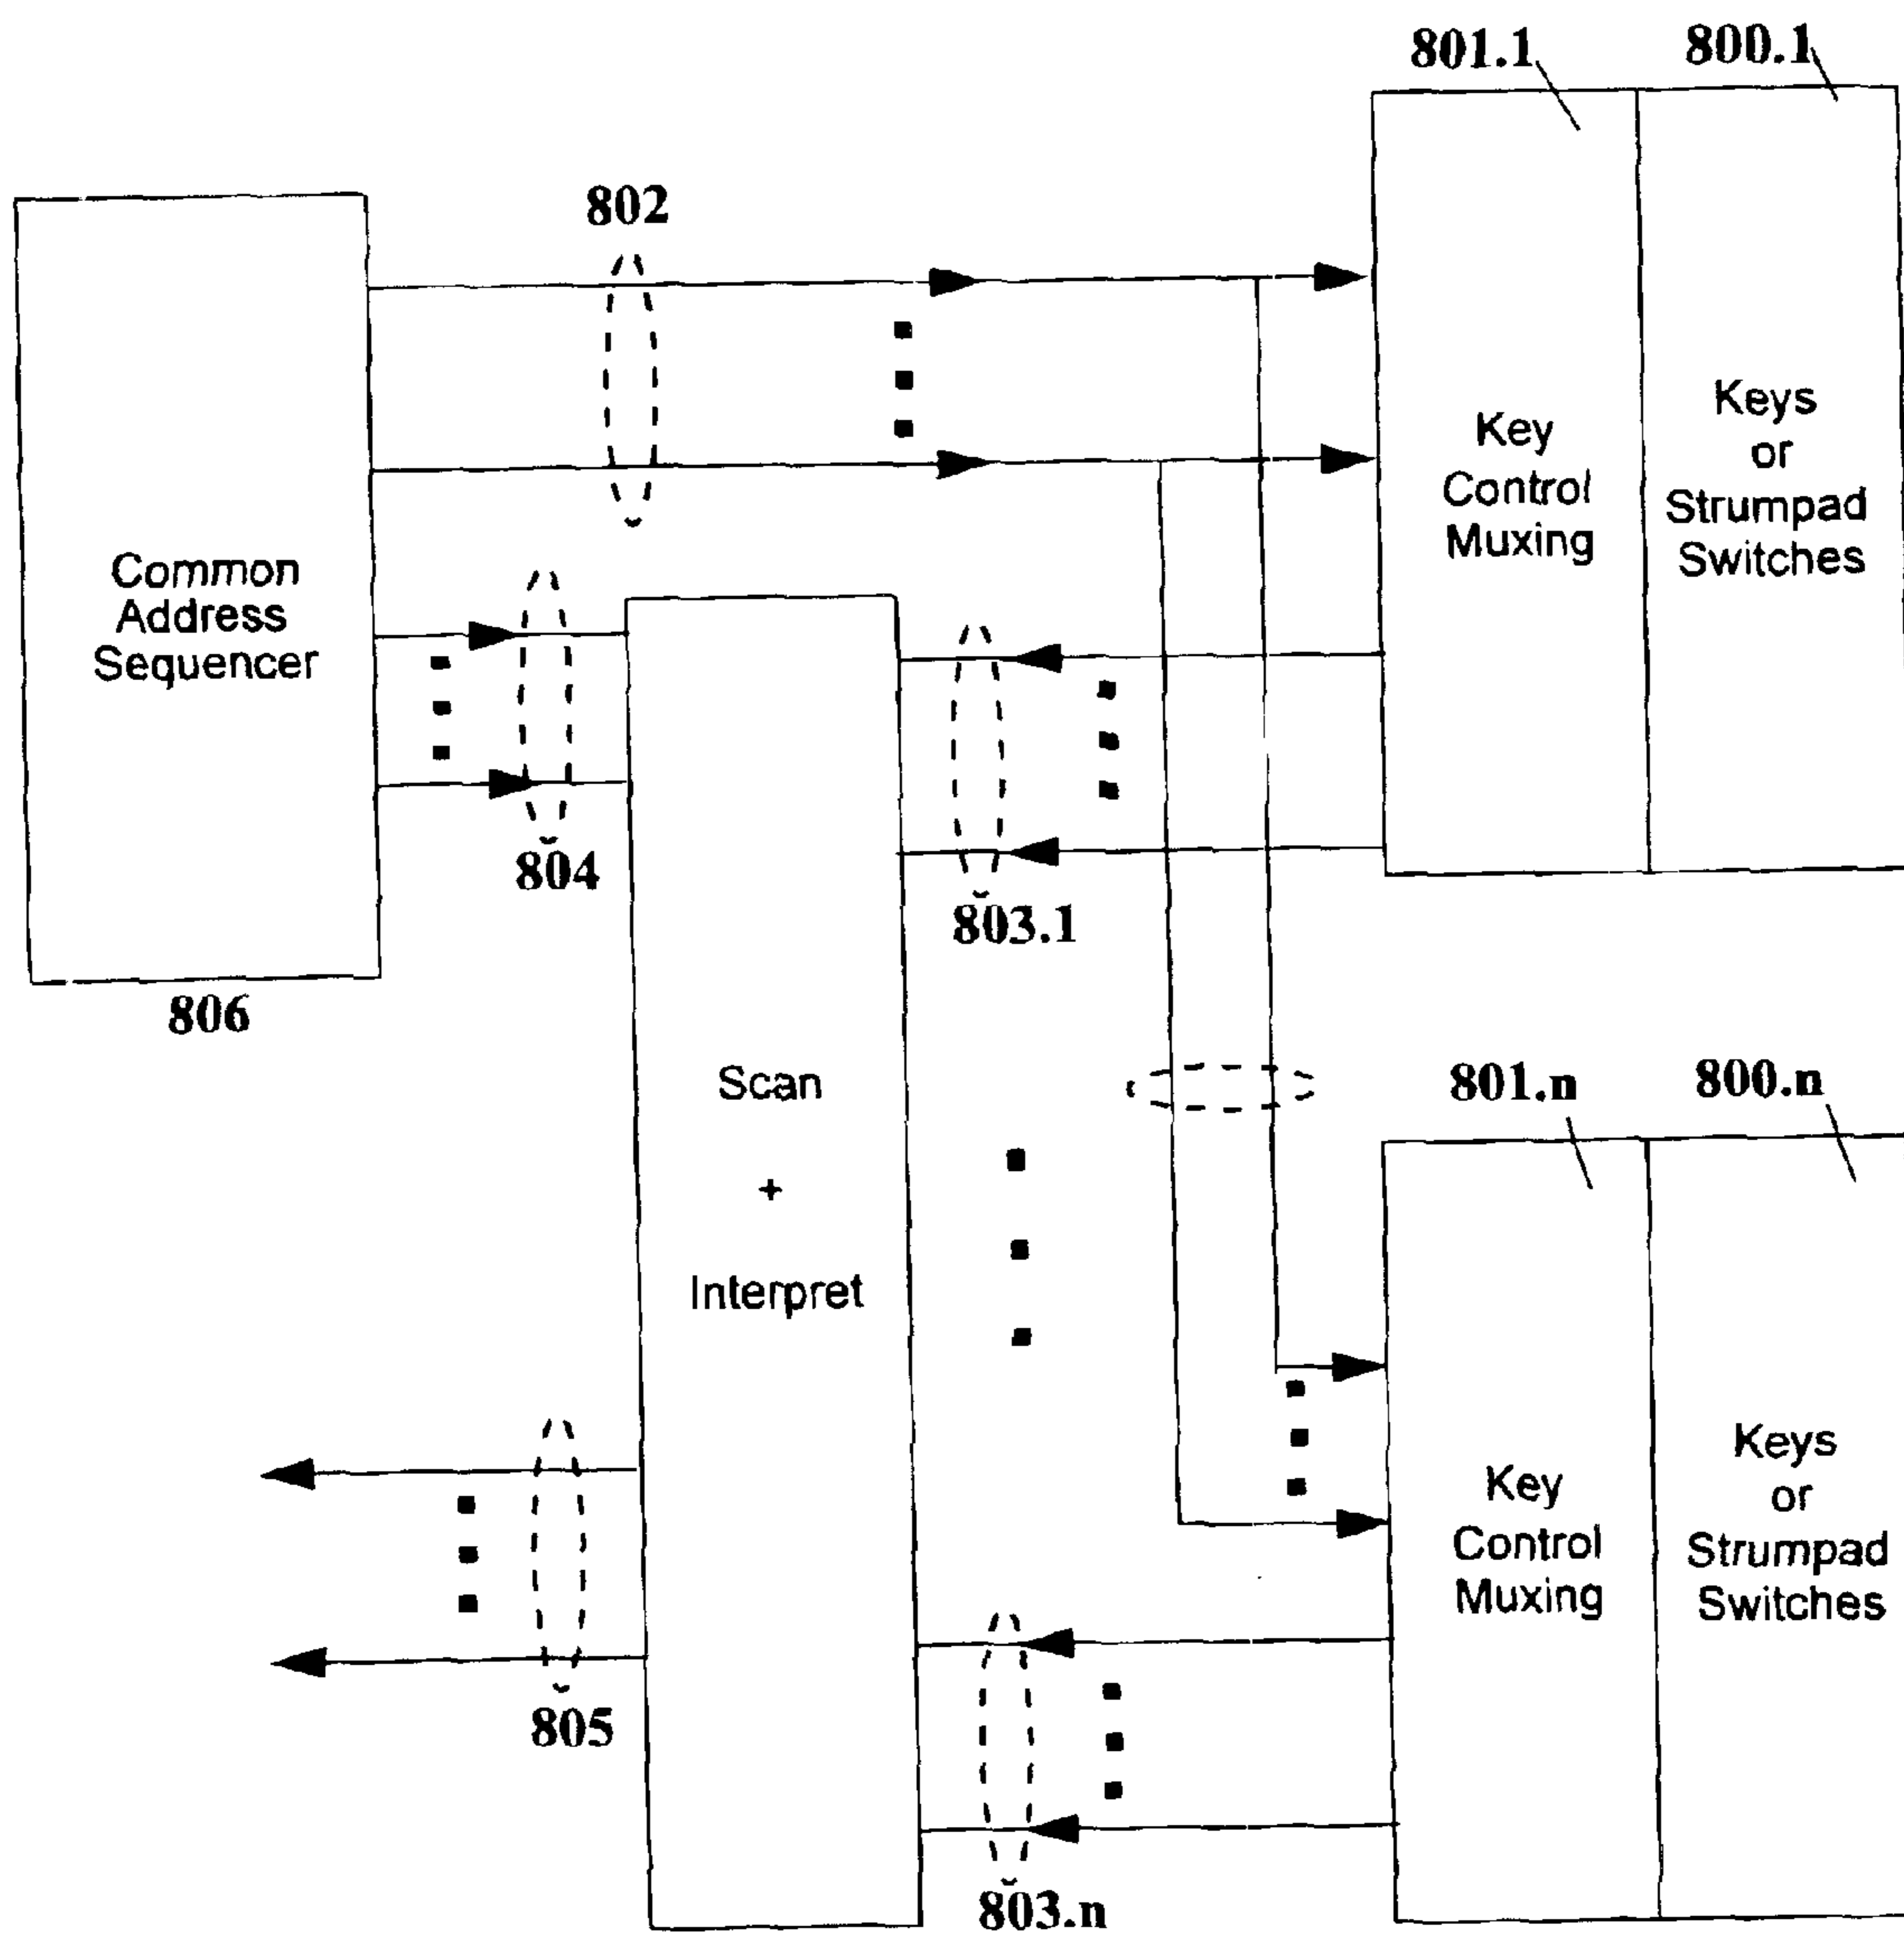 801.1
800.1
802
Key
Control
Muxing
Keys
or
Strumpad
Switches
Common
Address
Sequencer
804
803.1
806
Scan
+
Interpret
801.n
800.n
Key
Control
Muxing
Keys
or
Strumpad
Switches
805
803.n